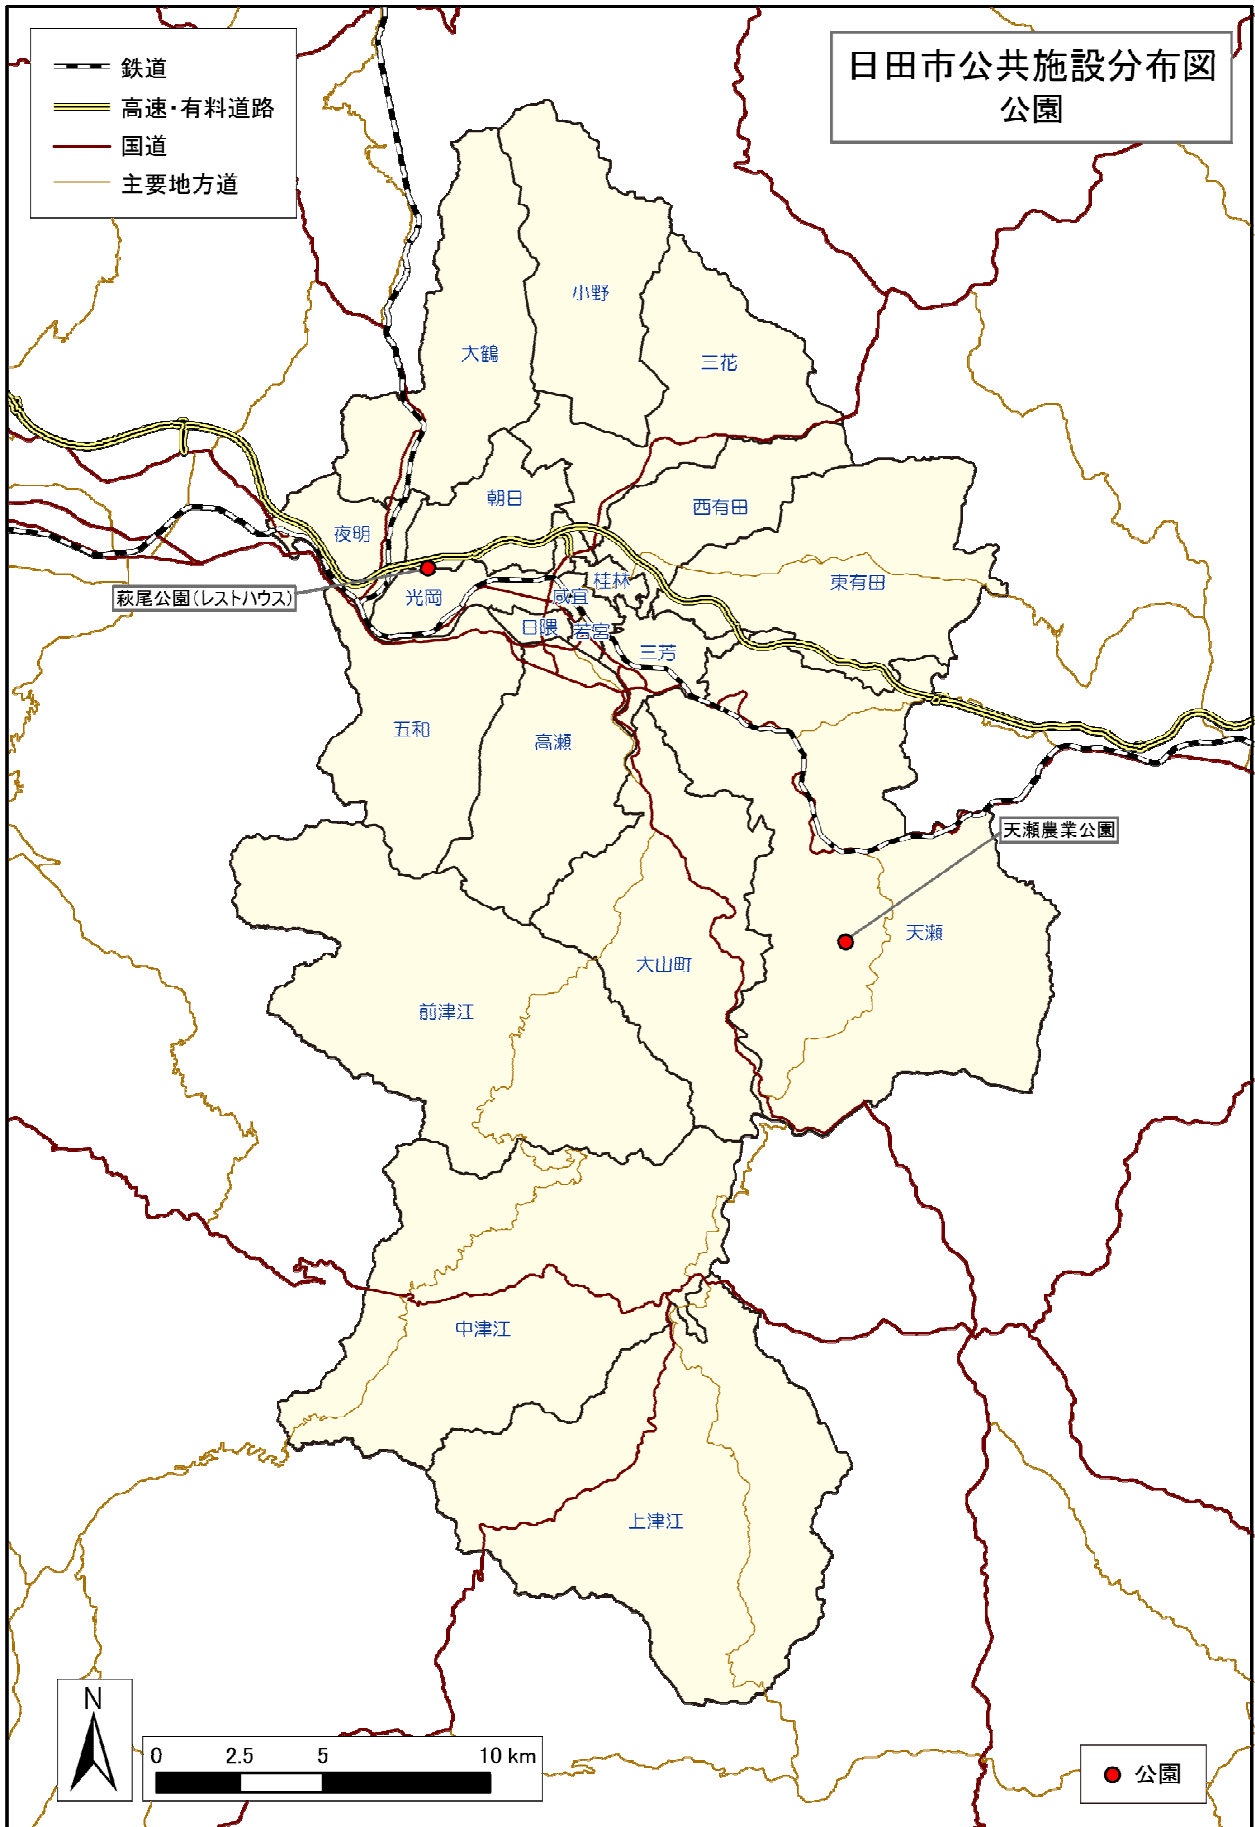 鉄道
高速・有料道路
国道
主要地方道
日田市公共施設分布図
公園
小野
大鶴
三花
朝日
西有田
夜明
東有田
桂林
萩尾公園(レストハウス)
光岡
咸宜
日隈
若宮
三芳
五和
高瀬
天瀬農業公園
天瀬
大山町
前津江
中津江
上津江
N
0 2.5 5 10 km
公園